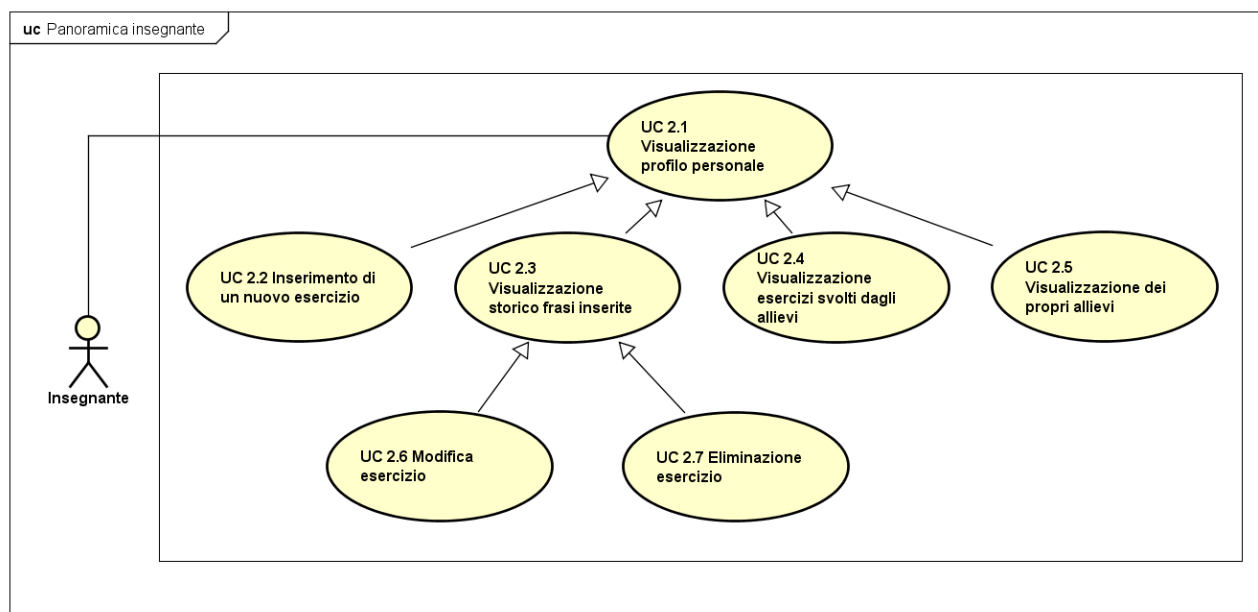 uc Panoramica insegnante
UC 2.1
Visualizzazione
profilo personale
UC 2.2 Inserimento di
un nuovo esercizio
UC 2.3
Visualizzazione
storico frasi inserite
UC 2.4
Visualizzazione
esercizi svolti dagli
allievi
UC 2.5
Visualizzazione dei
propri allievi
Insegnante
UC 2.6 Modifica
esercizio
UC 2.7 Eliminazione
esercizio